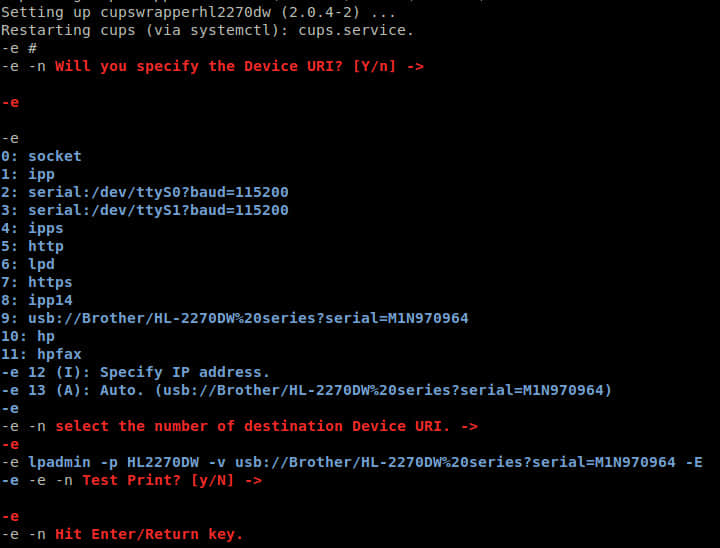 Setting up cupswrapperhl2270dw (2.0.4-2) ...
Restarting cups (via systemctl): cups.service.
-e #
-e -n Will you specify the Device URI? [Y/n] ->
-e
-e
0: socket
1: ipp
2: serial:/dev/ttyS0?baud=115200
3: serial:/dev/ttyS1?baud=115200
4: ipps
5: http
6: lpd
7: https
8: ipp14
9: usb://Brother/HL-2270DW%20series?serial=M1N970964
10: hp
11: hpfax
-e 12 (I): Specify IP address.
-e 13 (A): Auto. (usb://Brother/HL-2270DW%20series?serial=M1N970964)
-e
-e -n select the number of destination Device URI. ->
-e
-e lpadmin -p HL2270DW -v usb://Brother/HL-2270DW%20series?serial=M1N970964 -E
-e -e -n Test Print? [y/N] ->
-e
-e -n Hit Enter/Return key.